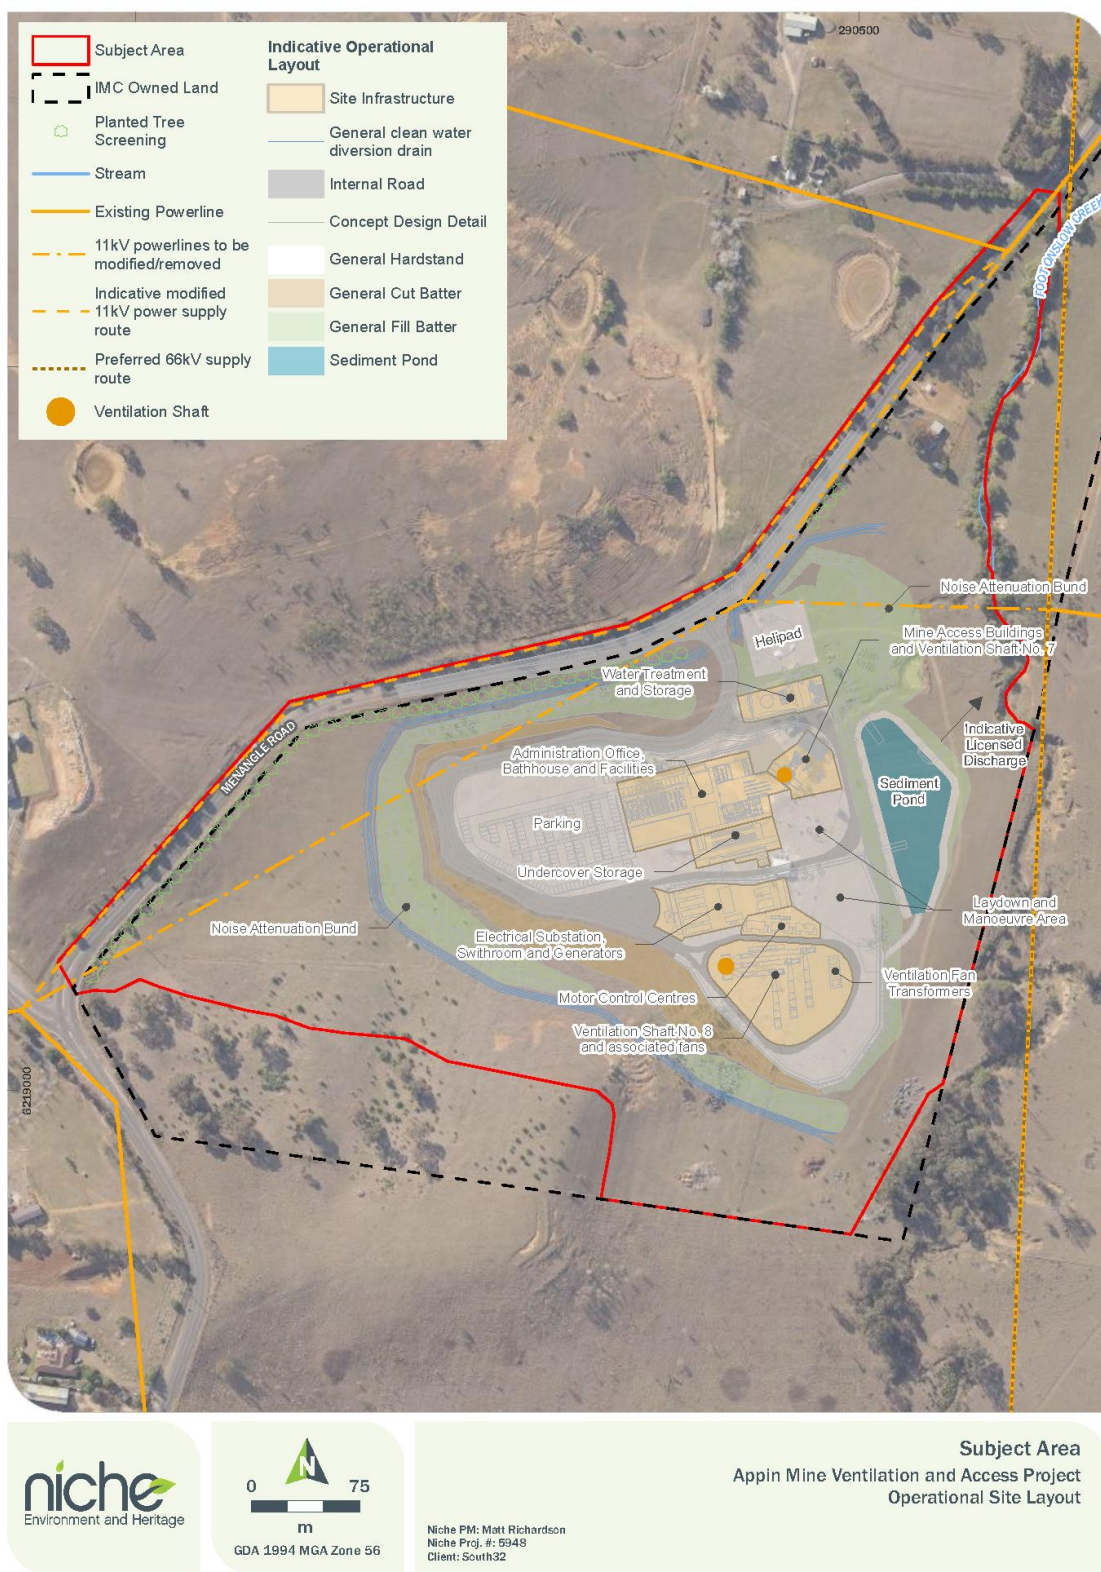 Subject Area
IMC Owned Land
Planted Tree
Screening
Stream
Existing Powerline
11kV powerlines to be
modified/removed
Indicative modified
11kV power supply
route
Preferred 66kV supply
route
Ventilation Shaft
Indicative Operational
Layout
Site Infrastructure
General clean water
diversion drain
Internal Road
Concept Design Detail
General Hardstand
General Cut Batter
General Fill Batter
Sediment Pond
290500
FOOT ONSLOW CREEK
Noise Attenuation Bund
Helipad
Mine Access Buildings
and Ventilation Shaft No. 7
Water Treatment
and Storage
MENANGLE ROAD
Indicative
Licensed
Discharge
Administration Office,
Bathhouse and Facilities
Sediment
Pond
Parking
Undercover Storage
Laydown and
Manoeuvre Area
Noise Attenuation Bund
Electrical Substation,
Swithroom and Generators
Ventilation Fan
Transformers
Motor Control Centres
Ventilation Shaft No. 8
and associated fans
6219000
niche
Environment and Heritage
N
0 75
m
GDA 1994 MGA Zone 56
Niche PM: Matt Richardson
Niche Proj. #: 5948
Client: South32
Subject Area
Appin Mine Ventilation and Access Project
Operational Site Layout